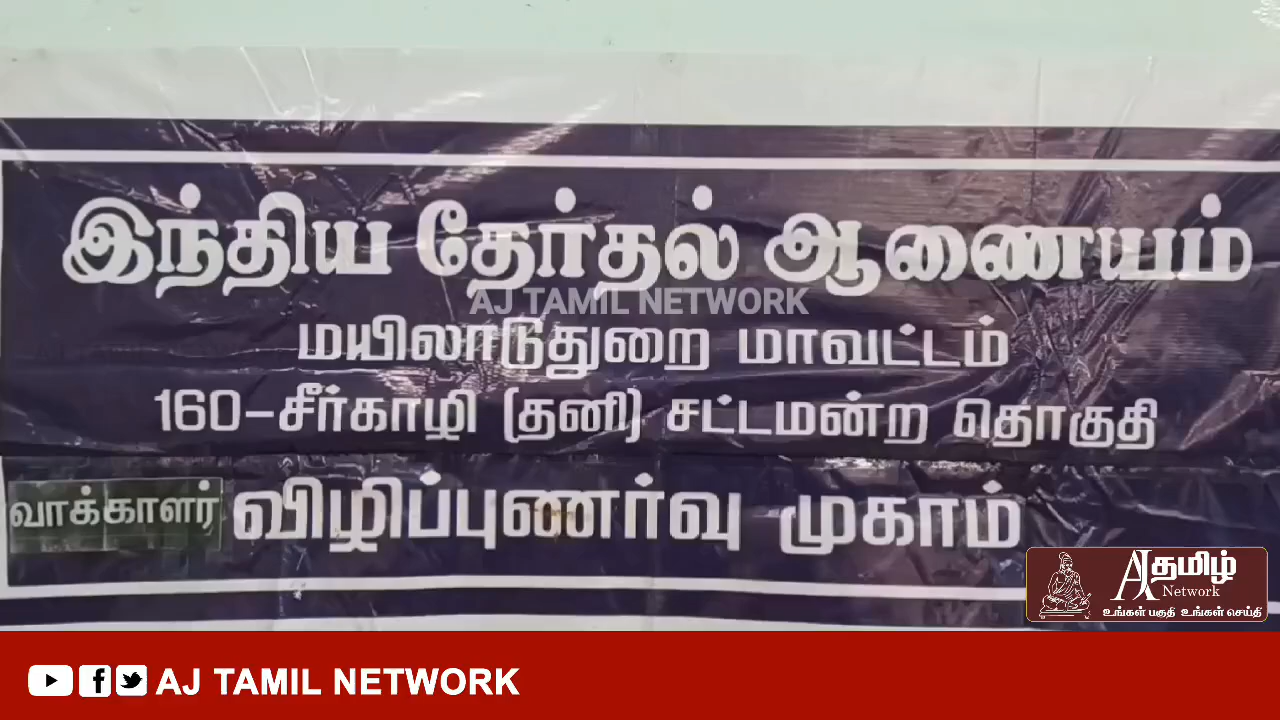 இந்திய தேர்தல் ஆணையம்
AJ TAMIL NETWORK
மயிலாடுதுறை மாவட்டம்
160-சீர்காழி (தனி) சட்டமன்ற தொகுதி
வாக்காளர் விழிப்புணர்வு முகாம்
AJ தமிழ்
Network
உங்கள் பகுதி உங்கள் செய்தி
AJ TAMIL NETWORK